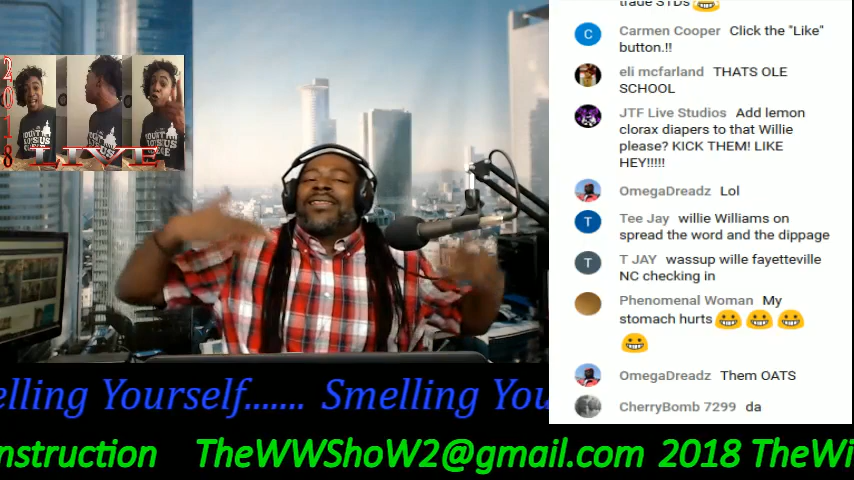 trade STDs
Carmen Cooper Click the "Like"
button.!!
eli mcfarland THATS OLE
SCHOOL
JTF Live Studios Add lemon
clorax diapers to that Willie
please? KICK THEM! LIKE
HEY!!!!!
OmegaDreadz Lol
Tee Jay willie Williams on
spread the word and the dippage
T JAY wassup wille fayetteville
NC checking in
Phenomenal Woman My
stomach hurts
OmegaDreadz Them OATS
CherryBomb 7299 da
C
T
T
2018
LIVE
elling Yourself....... Smelling You
nstruction TheWWShoW2@gmail.com 2018 TheWi